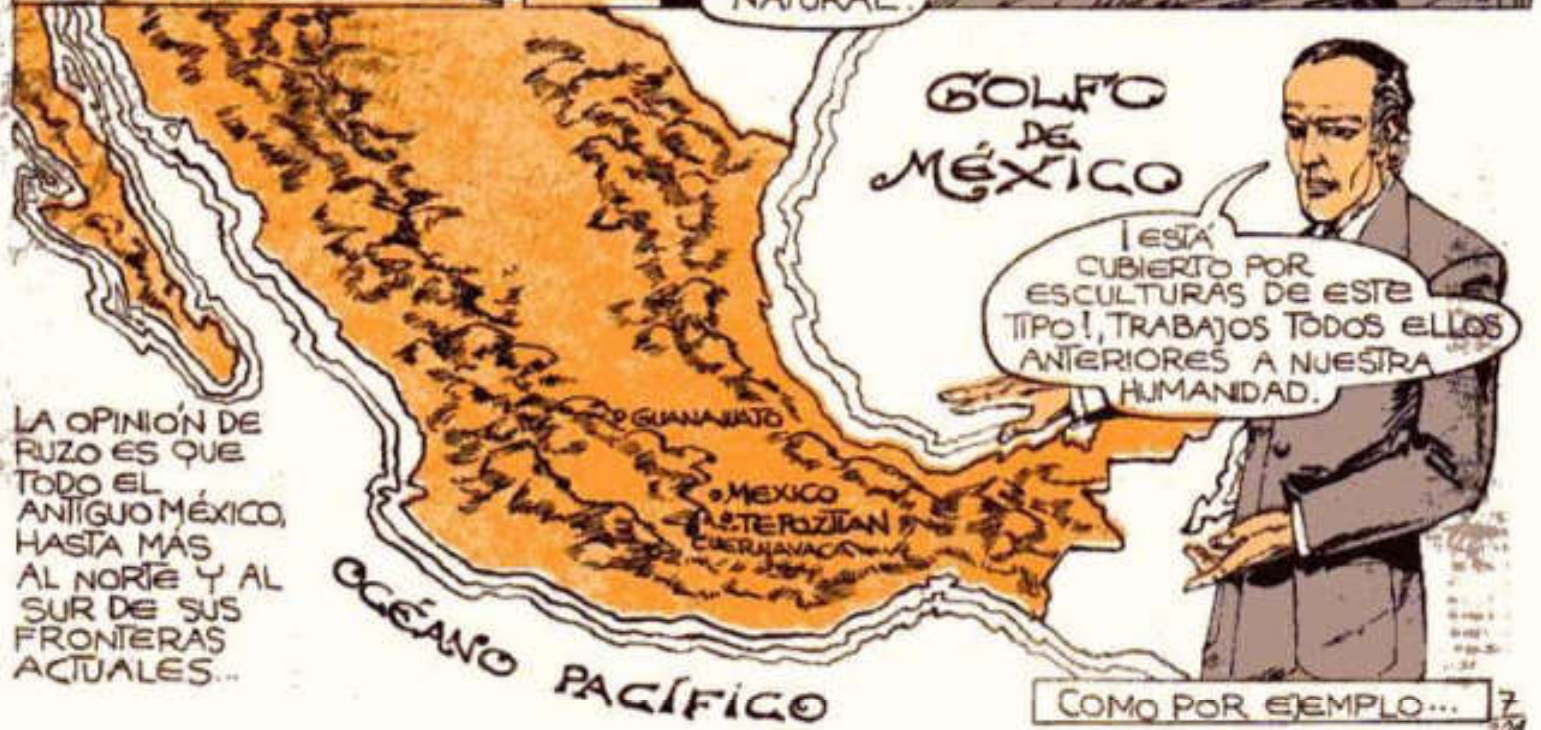 NATURAL.
GOLFO
DE
MÉXICO
¡ESTÁ
CUBIERTO POR
ESCULTURAS DE ESTE
TIPO!, TRABAJOS TODOS ELLOS
ANTERIORES A NUESTRA
HUMANIDAD.
GUANAJUATO
MEXICO
TEPOZTLAN
CUERNAVACA
LA OPINIÓN DE
RUZO ES QUE
TODO EL
ANTIGUO MÉXICO,
HASTA MÁS
AL NORTE Y AL
SUR DE SUS
FRONTERAS
ACTUALES...
OCÉANO PACÍFICO
COMO POR EJEMPLO...
7